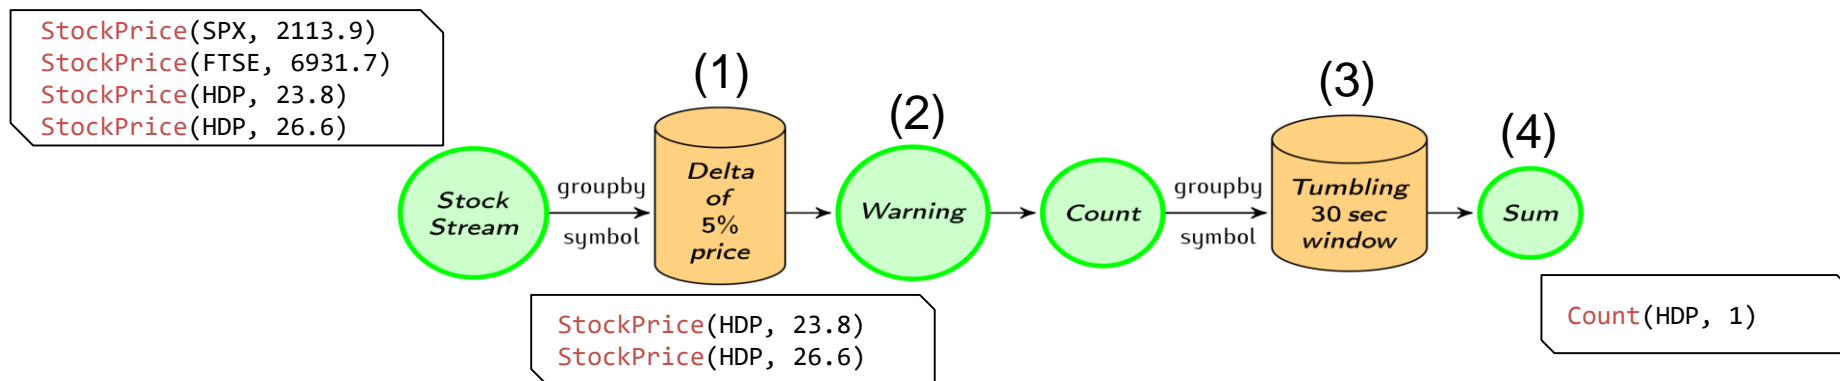 StockPrice(SPX, 2113.9)
StockPrice(FTSE, 6931.7)
StockPrice(HDP, 23.8)
StockPrice(HDP, 26.6)
Stock
Stream
groupby
symbol
(1)
Delta
of
5%
price
StockPrice(HDP, 23.8)
StockPrice(HDP, 26.6)
(2)
Warning
Count
groupby
symbol
(3)
Tumbling
30 sec
window
(4)
Sum
Count(HDP, 1)